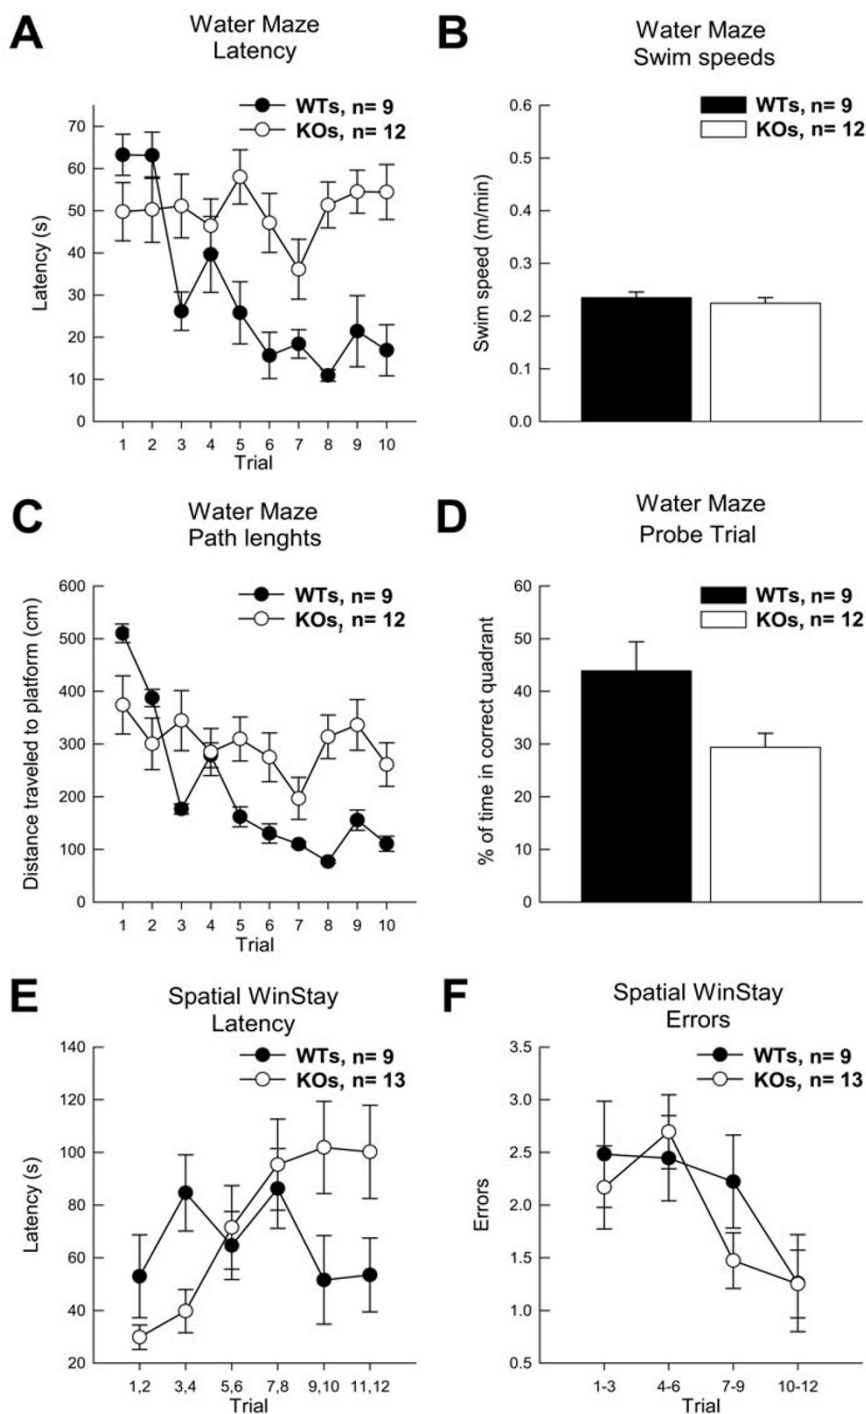 A
Water Maze
Latency
WTs, n= 9
KOs, n= 12
70
60
50
40
30
20
10
0
Latency (s)
1 2 3 4 5 6 7 8 9 10
Trial
B
Water Maze
Swim speeds
WTs, n= 9
KOs, n= 12
0.6
0.5
0.4
0.3
0.2
0.1
0.0
Swim speed (m/min)
C
Water Maze
Path lenghts
WTs, n= 9
KOs, n= 12
600
500
400
300
200
100
0
Distance traveled to platform (cm)
1 2 3 4 5 6 7 8 9 10
Trial
D
Water Maze
Probe Trial
WTs, n= 9
KOs, n= 12
60
50
40
30
20
10
0
% of time in correct quadrant
E
Spatial WinStay
Latency
WTs, n= 9
KOs, n= 13
140
120
100
80
60
40
20
Latency (s)
1,2 3,4 5,6 7,8 9,10 11,12
Trial
F
Spatial WinStay
Errors
WTs, n= 9
KOs, n= 13
3.5
3.0
2.5
2.0
1.5
1.0
0.5
Errors
1-3 4-6 7-9 10-12
Trial